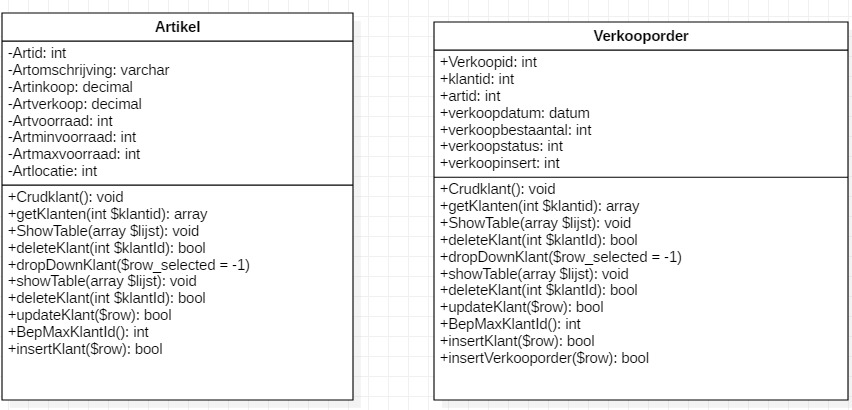 Artikel
-Artid: int
-Artomschrijving: varchar
-Artinkoop: decimal
-Artverkoop: decimal
-Artvoorraad: int
-Artminvoorraad: int
-Artmaxvoorraad: int
-Artlocatie: int
+Crudklant(): void
+getKlanten(int $klantid): array
+ShowTable(array $lijst): void
+deleteKlant(int $klantId): bool
+dropDownKlant($row_selected = -1)
+showTable(array $lijst): void
+deleteKlant(int $klantId): bool
+updateKlant($row): bool
+BepMaxKlantId(): int
+insertKlant($row): bool
Verkooporder
+Verkoopid: int
+klantid: int
+artid: int
+verkoopdatum: datum
+verkoopbestaantal: int
+verkoopstatus: int
+verkoopinsert: int
+Crudklant(): void
+getKlanten(int $klantid): array
+ShowTable(array $lijst): void
+deleteKlant(int $klantId): bool
+dropDownKlant($row_selected = -1)
+showTable(array $lijst): void
+deleteKlant(int $klantId): bool
+updateKlant($row): bool
+BepMaxKlantId(): int
+insertKlant($row): bool
+insertVerkooporder($row): bool